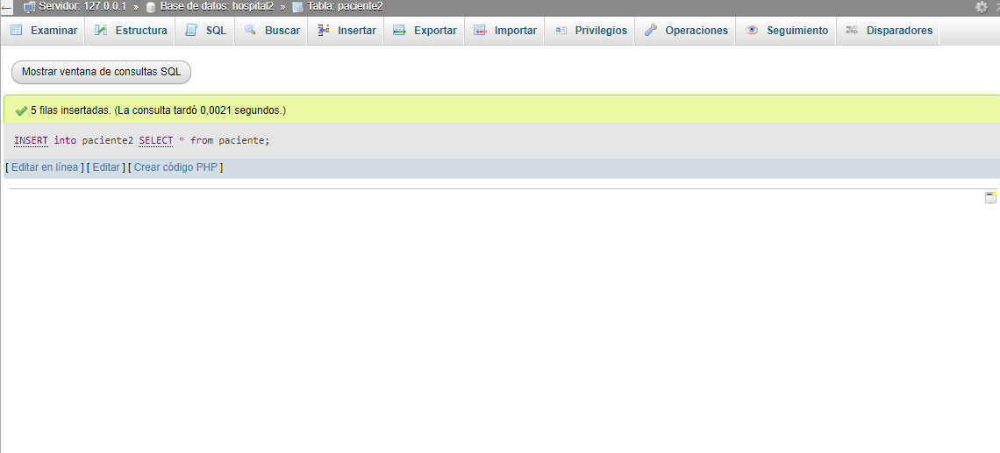 Servidor: 127.0.0.1 » Base de datos: hospital2 » Tabla: paciente2
Examinar Estructura SQL Buscar Insertar Exportar Importar Privilegios Operaciones Seguimiento Disparadores
Mostrar ventana de consultas SQL
5 filas insertadas. (La consulta tardó 0,0021 segundos.)
INSERT into paciente2 SELECT * from paciente;
[ Editar en línea ] [ Editar ] [ Crear código PHP ]